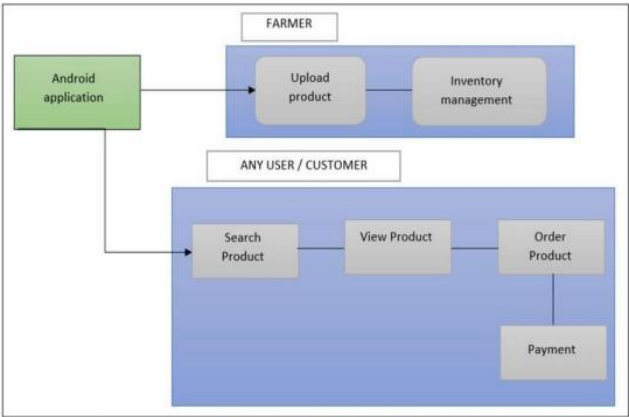 FARMER
Android
application
Upload
product
Inventory
management
ANY USER / CUSTOMER
Search
Product
View Product
Order
Product
Payment